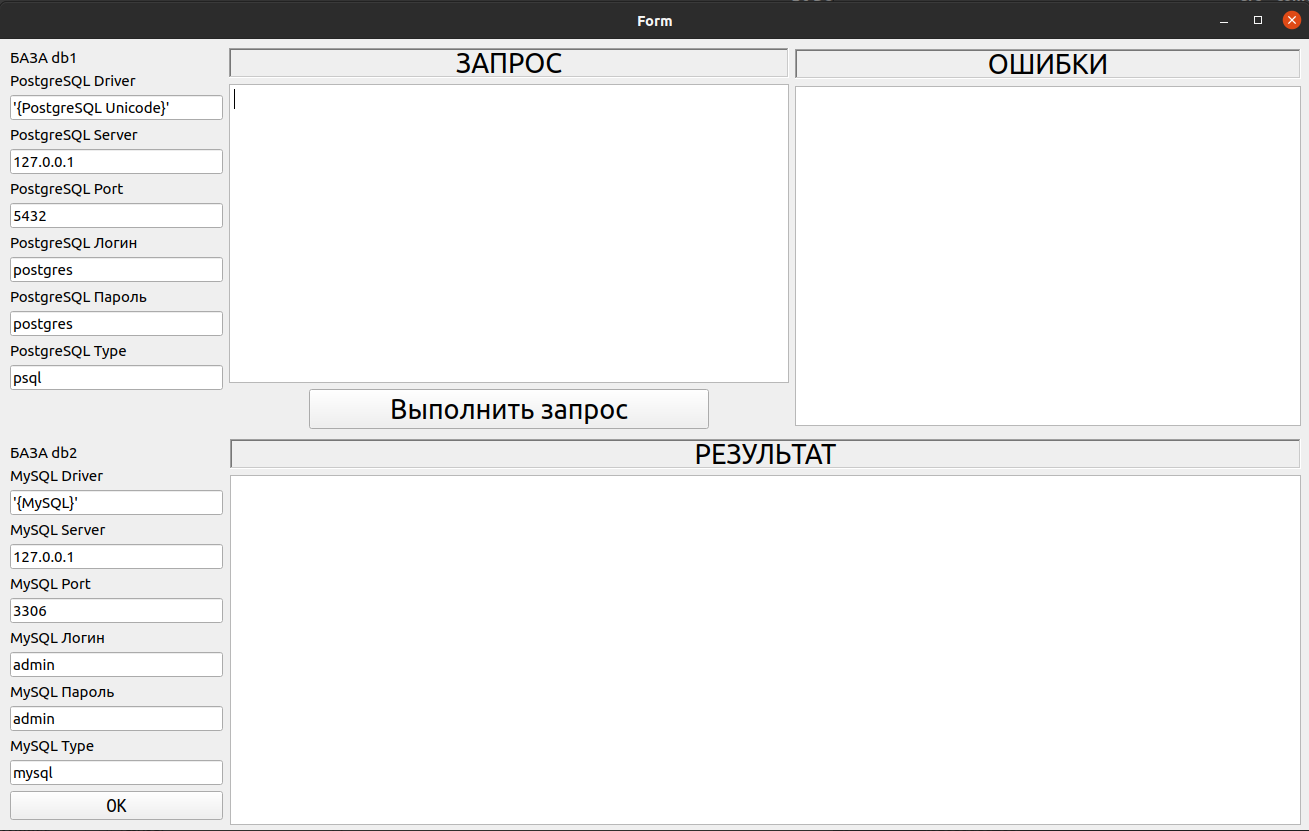 Form
БАЗА db1
PostgreSQL Driver
'{PostgreSQL Unicode}'
PostgreSQL Server
127.0.0.1
PostgreSQL Port
5432
PostgreSQL Логин
postgres
PostgreSQL Пароль
postgres
PostgreSQL Type
psql
ЗАПРОС
Выполнить запрос
ОШИБКИ
БАЗА db2
MySQL Driver
'{MySQL}'
MySQL Server
127.0.0.1
MySQL Port
3306
MySQL Логин
admin
MySQL Пароль
admin
MySQL Type
mysql
OK
РЕЗУЛЬТАТ